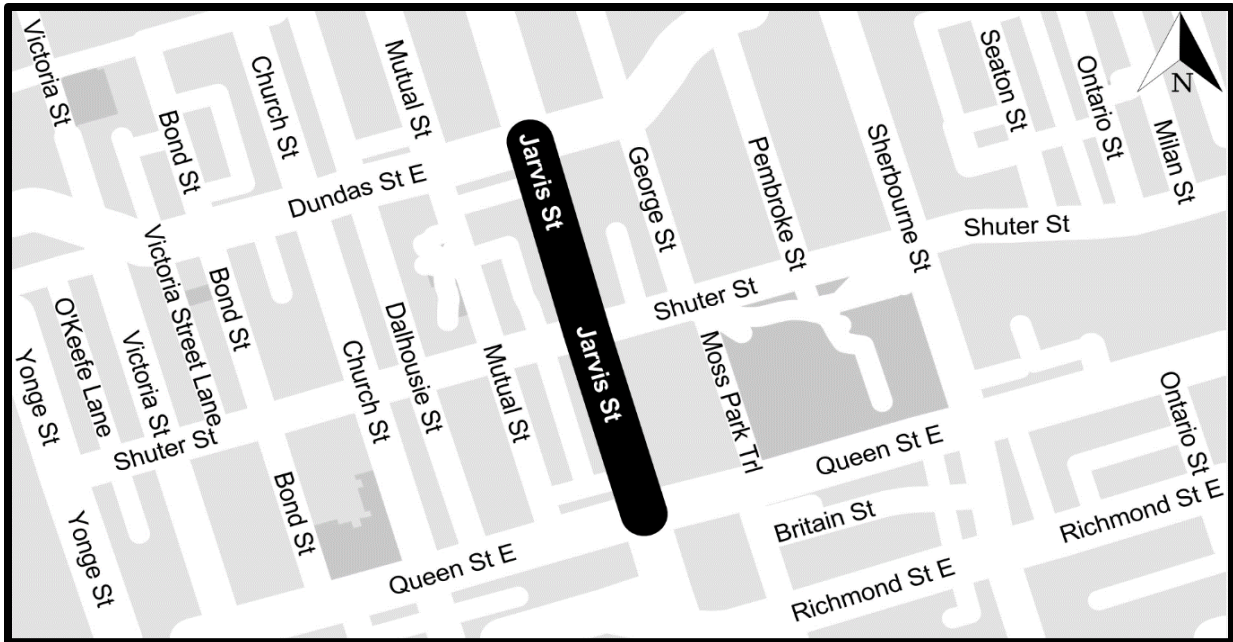 Victoria St
Bond St
Church St
Mutual St
Dundas St E
Jarvis St
George St
Pembroke St
Sherbourne St
Seaton St
Ontario St
Milan St
N
Shuter St
O'Keefe Lane
Victoria St
Victoria Street Lane
Bond St
Yonge St
Shuter St
Church St
Dalhousie St
Mutual St
Jarvis St
Shuter St
Moss Park Trl
Queen St E
Ontario St
Yonge St
Bond St
Queen St E
Britain St
Richmond St E
Richmond St E